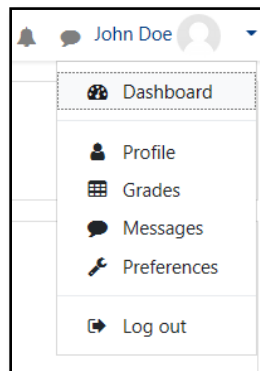 John Doe
Dashboard
Profile
Grades
Messages
Preferences
Log out